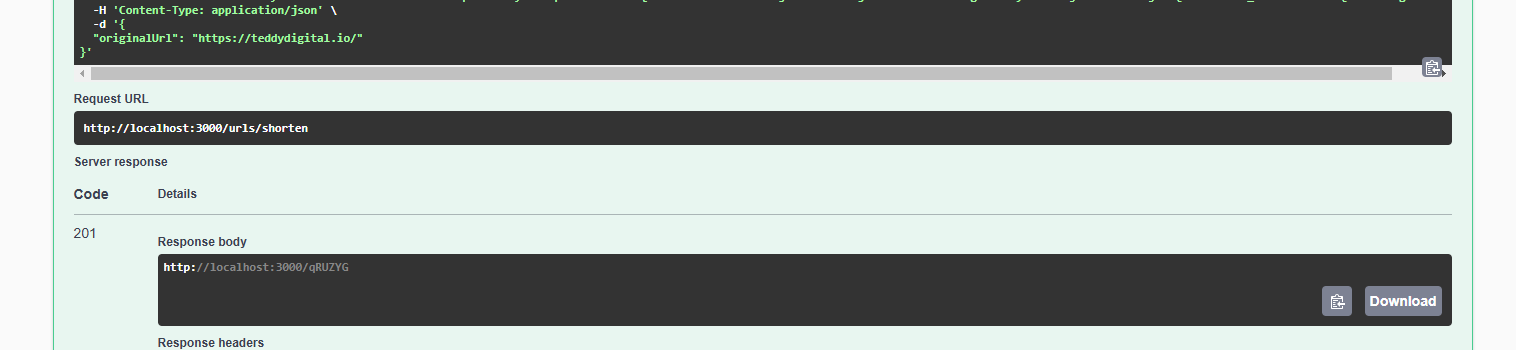 -H 'Content-Type: application/json' \
-d '{
"originalUrl": "https://teddydigital.io/"
}'
Request URL
http://localhost:3000/urls/shorten
Server response
Code Details
201
Response body
http://localhost:3000/qRUZYG
Download
Response headers